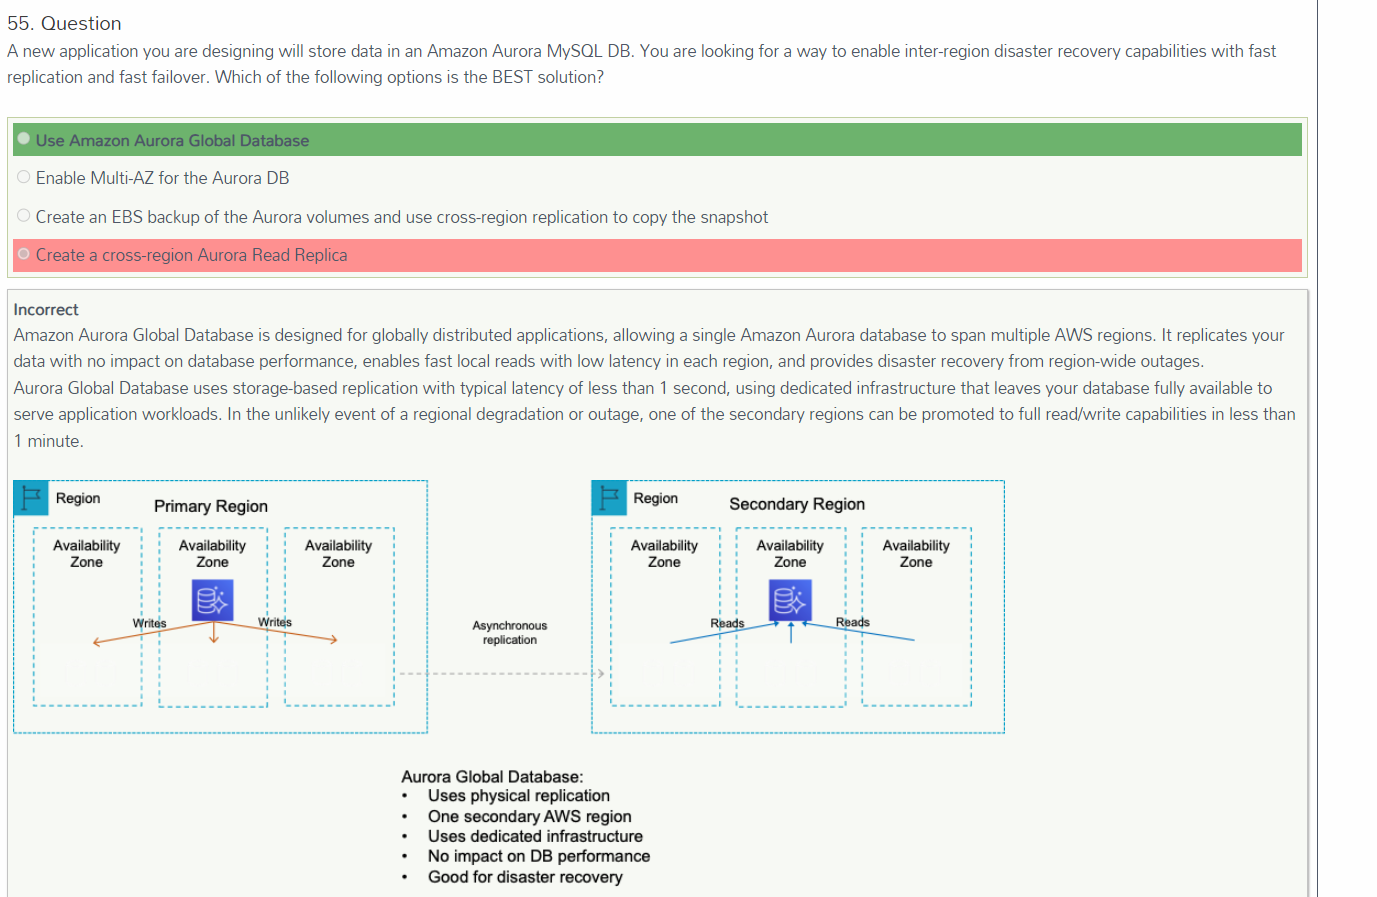 55. Question
A new application you are designing will store data in an Amazon Aurora MySQL DB. You are looking for a way to enable inter-region disaster recovery capabilities with fast
replication and fast failover. Which of the following options is the BEST solution?
Use Amazon Aurora Global Database
Enable Multi-AZ for the Aurora DB
Create an EBS backup of the Aurora volumes and use cross-region replication to copy the snapshot
Create a cross-region Aurora Read Replica
Incorrect
Amazon Aurora Global Database is designed for globally distributed applications, allowing a single Amazon Aurora database to span multiple AWS regions. It replicates your
data with no impact on database performance, enables fast local reads with low latency in each region, and provides disaster recovery from region-wide outages.
Aurora Global Database uses storage-based replication with typical latency of less than 1 second, using dedicated infrastructure that leaves your database fully available to
serve application workloads. In the unlikely event of a regional degradation or outage, one of the secondary regions can be promoted to full read/write capabilities in less than
1 minute.
Region
Primary Region
Availability
Zone
Availability
Zone
Availability
Zone
Writes
Writes
Asynchronous
replication
Region
Secondary Region
Availability
Zone
Availability
Zone
Availability
Zone
Reads
Reads
Aurora Global Database:
• Uses physical replication
• One secondary AWS region
• Uses dedicated infrastructure
• No impact on DB performance
• Good for disaster recovery